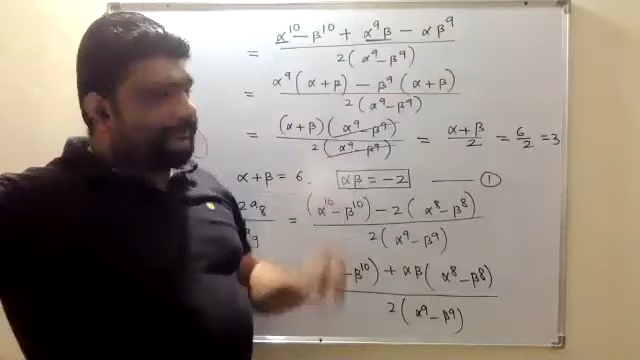 = α¹⁰ – β¹⁰ + α⁹β – αβ⁹ / 2(α⁹–β⁹)
= α⁹(α+β) – β⁹(α+β) / 2(α⁹–β⁹)
= (α+β)(α⁹–β⁹) / 2(α⁹–β⁹) = α+β / 2 = 6/2 = 3
α+β = 6. αβ = –2 —— ①
2a₈ / a₉ = (α¹⁰–β¹⁰) – 2(α⁸–β⁸) / 2(α⁹–β⁹)
–β¹⁰) + αβ(α⁸–β⁸) / 2(α⁹–β⁹)